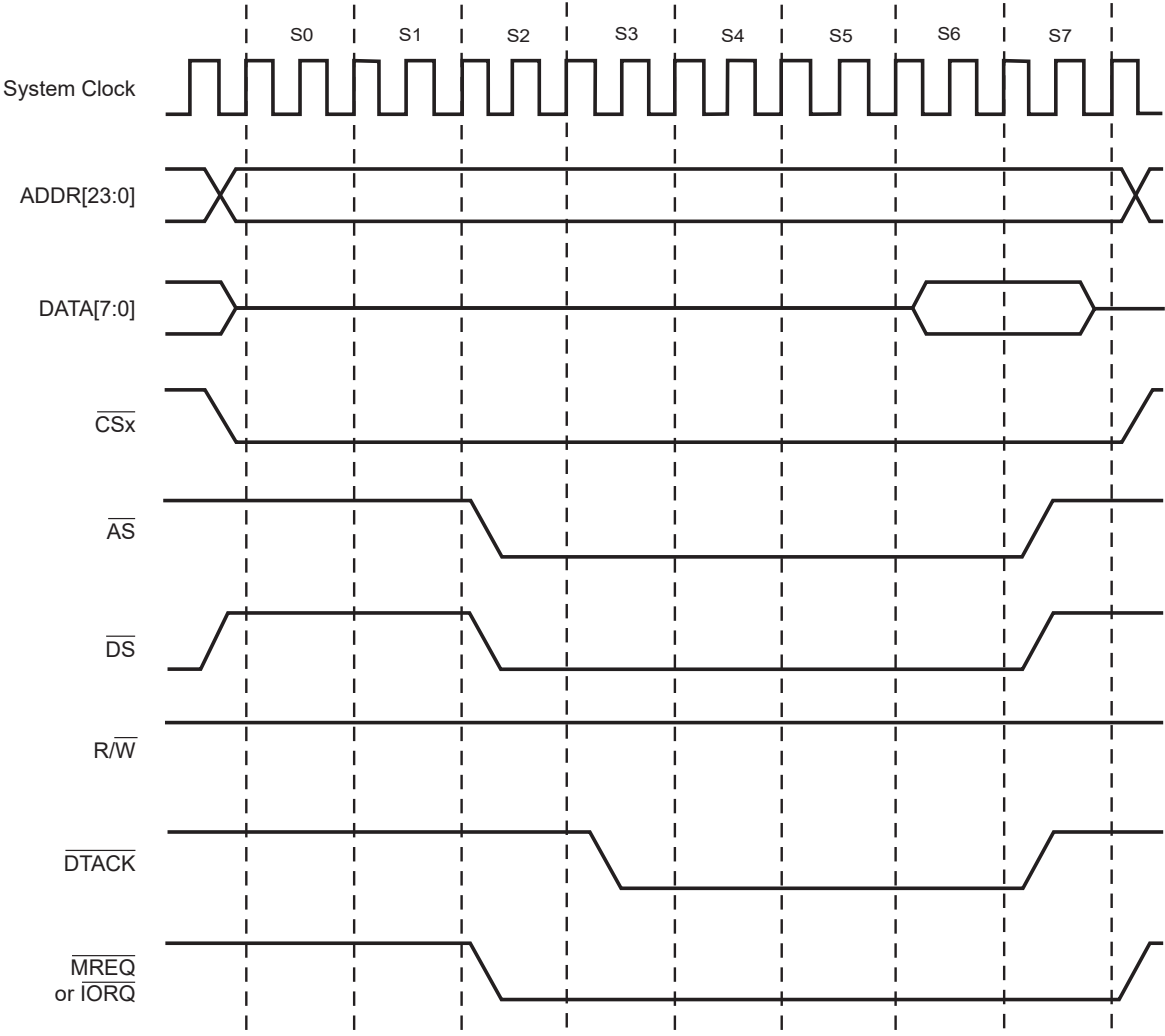 S0 S1 S2 S3 S4 S5 S6 S7
System Clock
ADDR[23:0]
DATA[7:0]
CSx
AS
DS
R/W
DTACK
MREQ
or IORQ